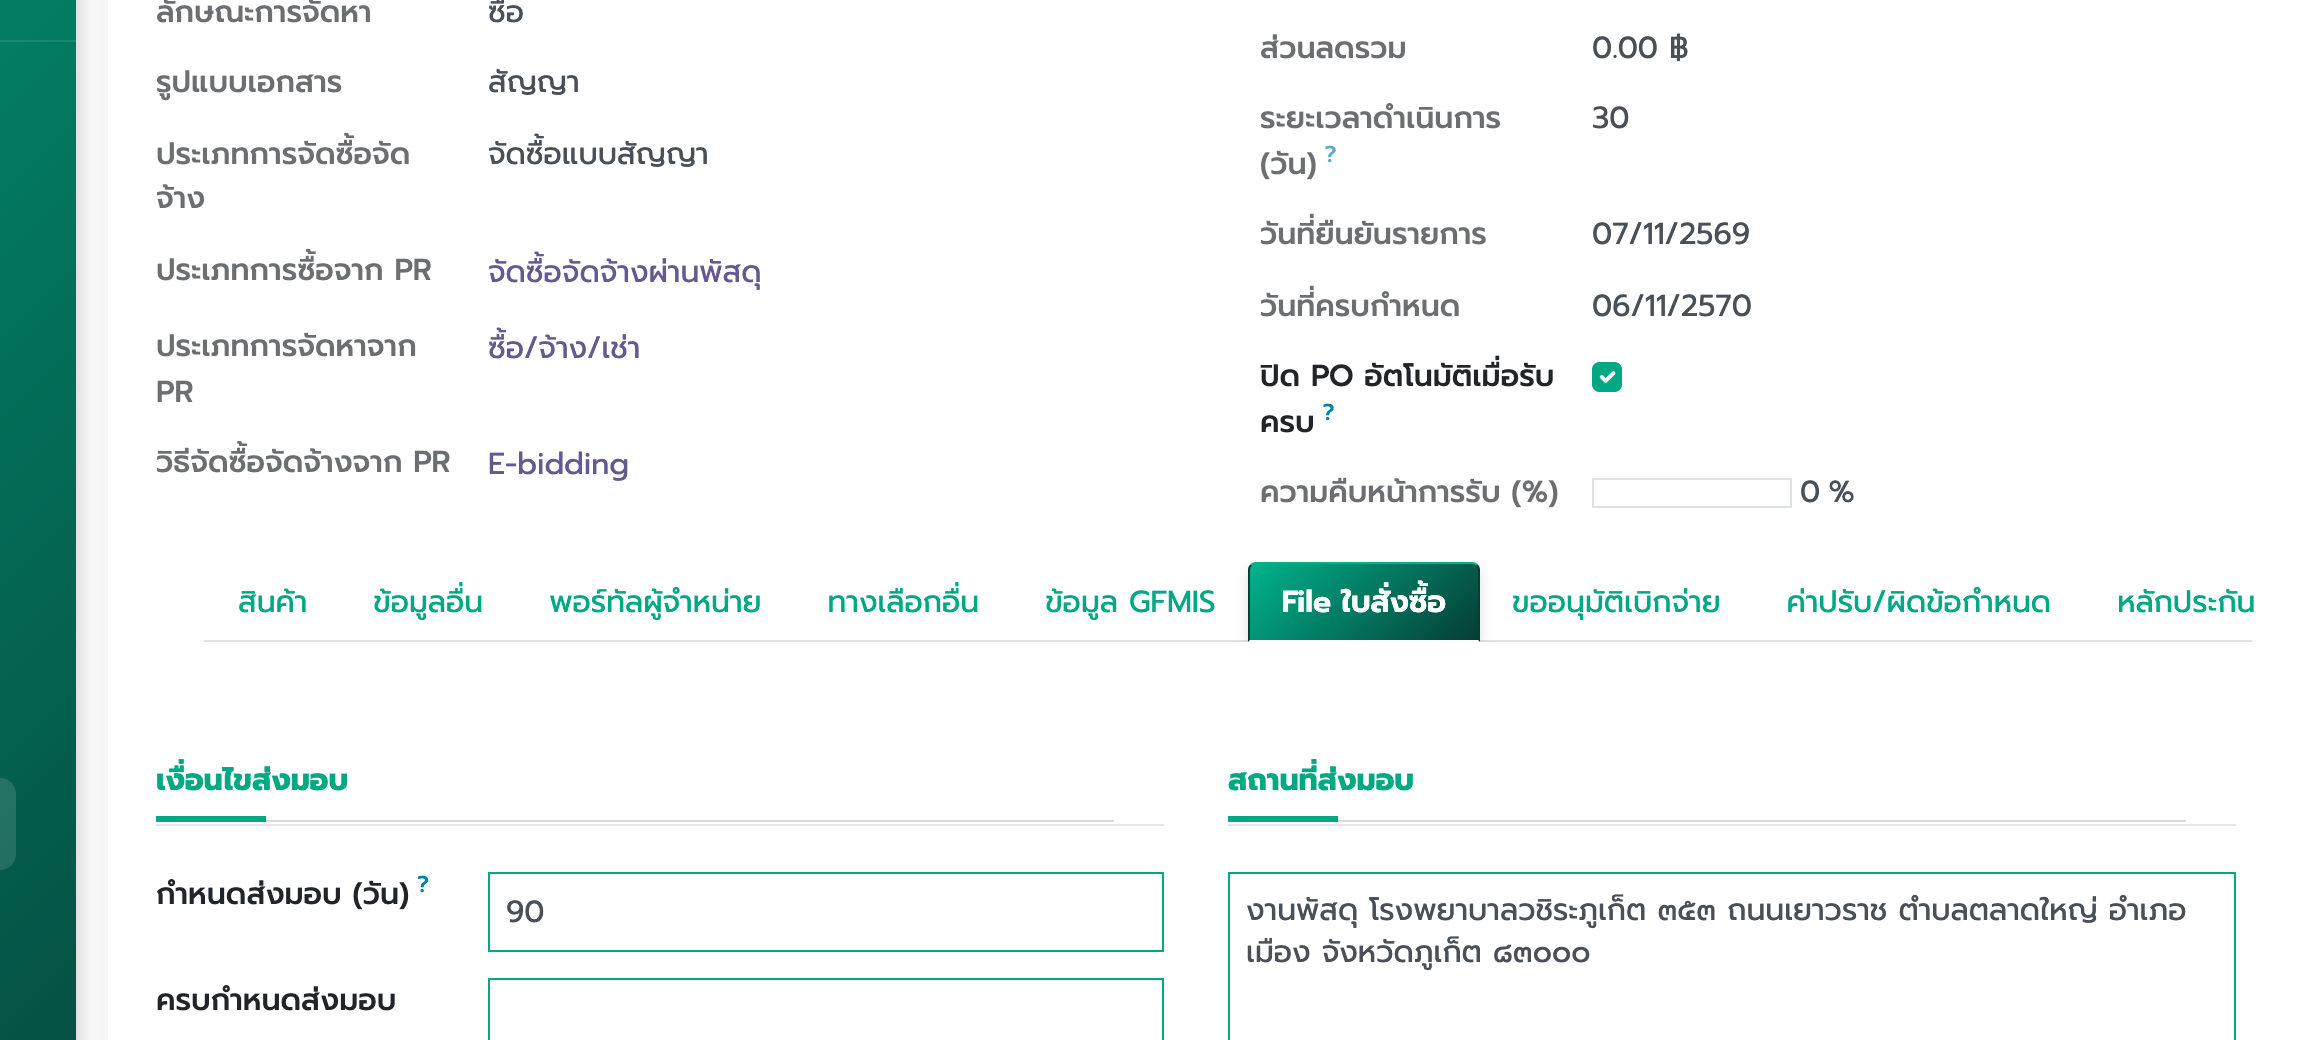 ลักษณะการจัดหา ซื้อ
รูปแบบเอกสาร สัญญา
ประเภทการจัดซื้อจัด
จ้าง จัดซื้อแบบสัญญา
ประเภทการซื้อจาก PR จัดซื้อจัดจ้างผ่านพัสดุ
ประเภทการจัดหาจาก
PR ซื้อ/จ้าง/เช่า
วิธีจัดซื้อจัดจ้างจาก PR E-bidding
ส่วนลดรวม 0.00 ฿
ระยะเวลาดำเนินการ
(วัน) ? 30
วันที่ยืนยันรายการ 07/11/2569
วันที่ครบกำหนด 06/11/2570
ปิด PO อัตโนมัติเมื่อรับ
ครบ ?
ความคืบหน้าการรับ (%) 0 %
สินค้า ข้อมูลอื่น พอร์ทัลผู้จำหน่าย ทางเลือกอื่น ข้อมูล GFMIS File ใบสั่งซื้อ ขออนุมัติเบิกจ่าย ค่าปรับ/ผิดข้อกำหนด หลักประกัน
เงื่อนไขส่งมอบ
กำหนดส่งมอบ (วัน) ? 90
ครบกำหนดส่งมอบ
สถานที่ส่งมอบ
งานพัสดุ โรงพยาบาลวชิระภูเก็ต ๓๕๓ ถนนเยาวราช ตำบลตลาดใหญ่ อำเภอ
เมือง จังหวัดภูเก็ต ๘๓๐๐๐